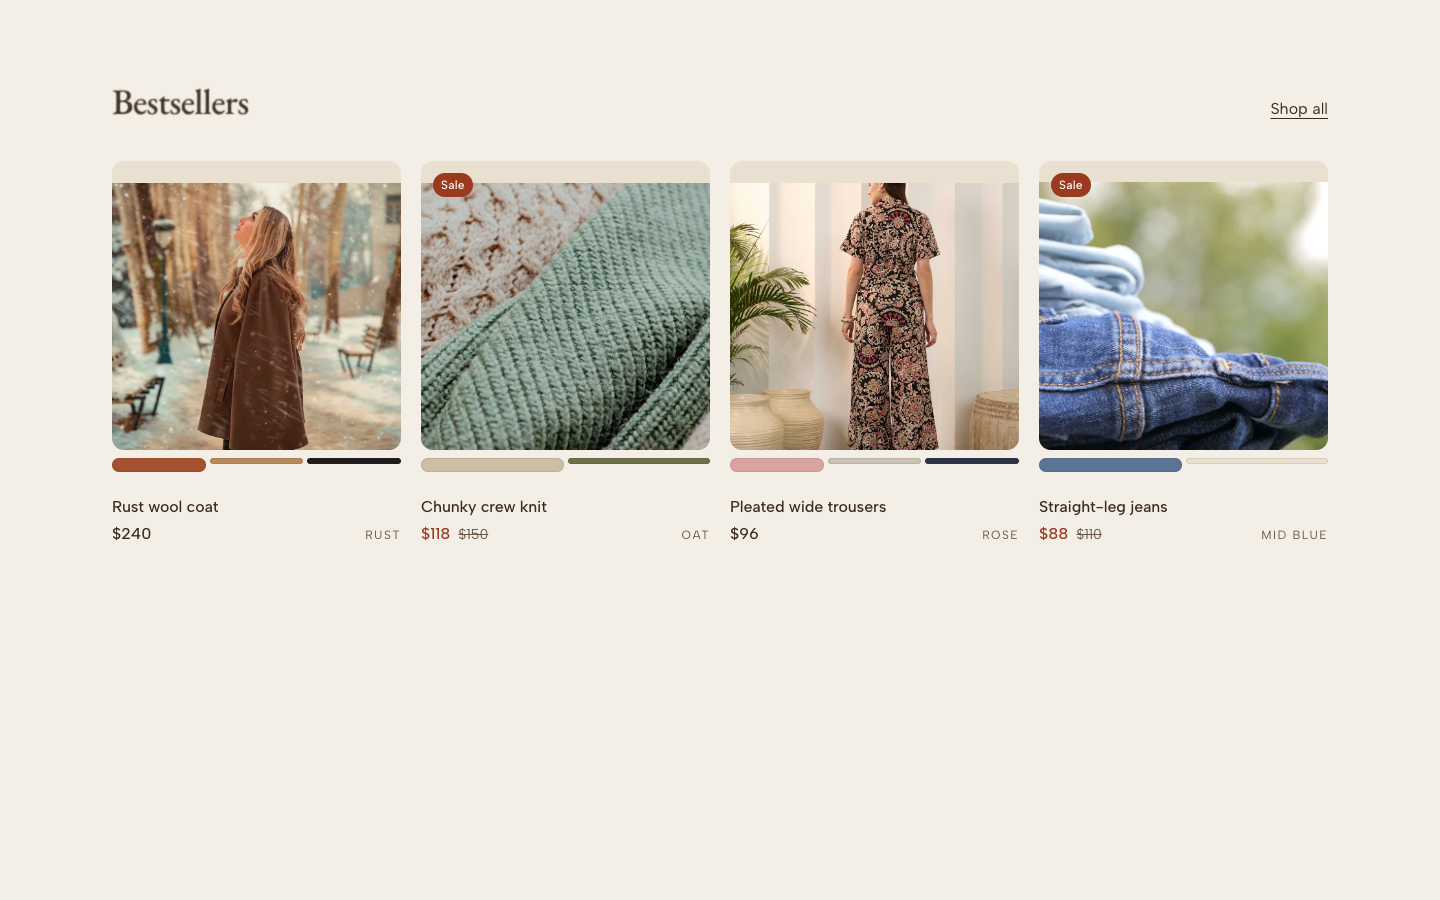 Bestsellers
Shop all
Sale
Sale
Rust wool coat
$240
RUST
Chunky crew knit
$118 $150
OAT
Pleated wide trousers
$96
ROSE
Straight-leg jeans
$88 $110
MID BLUE